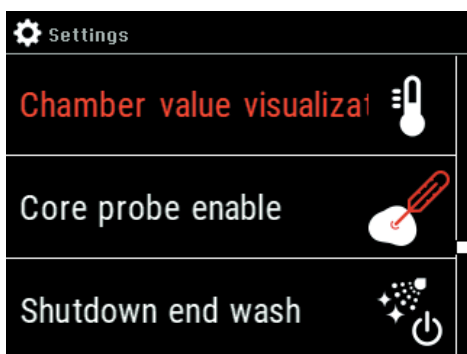 Settings
Chamber value visualizat
Core probe enable
Shutdown end wash